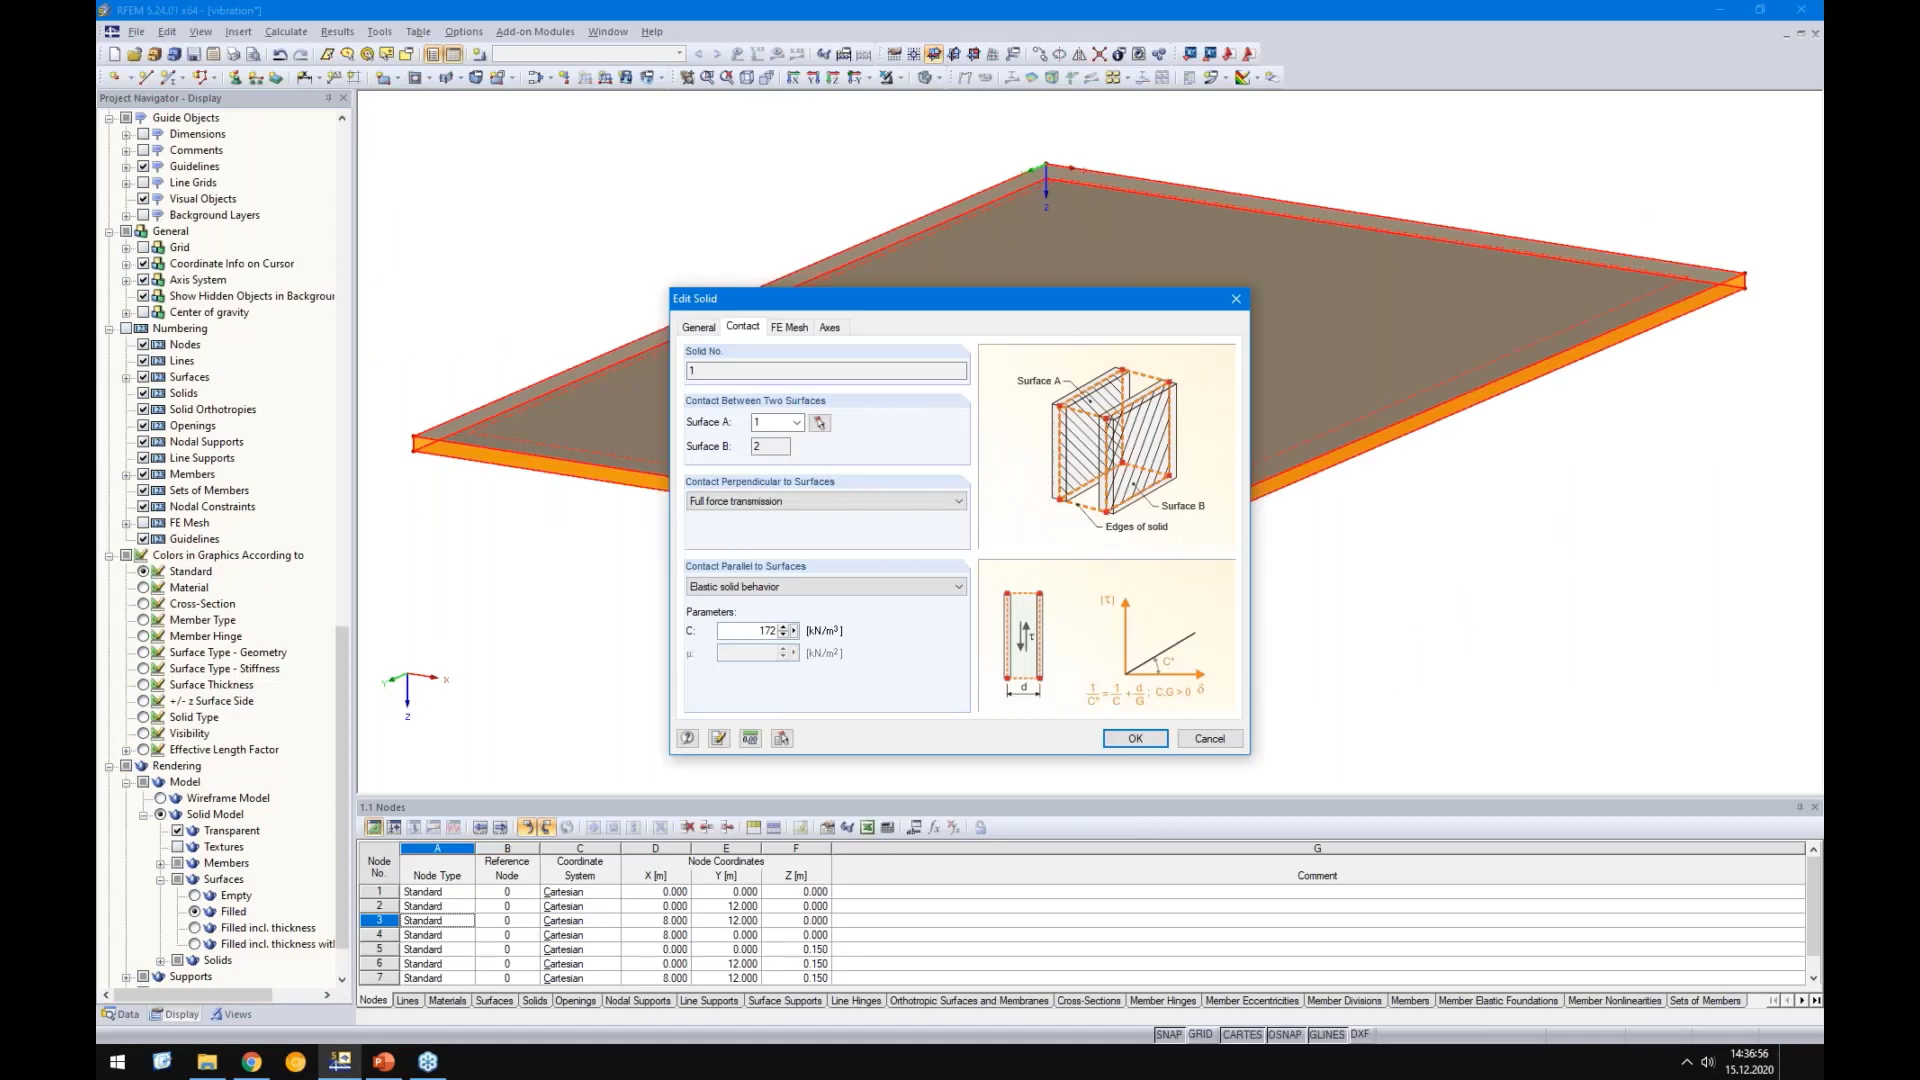 RFEM 5.24.01 x64 - [vibration*]
File Edit View Insert Calculate Results Tools Table Options Add-on Modules Window Help
Project Navigator - Display
Guide Objects
Dimensions
Comments
Guidelines
Line Grids
Visual Objects
Background Layers
General
Grid
Coordinate Info on Cursor
Axis System
Show Hidden Objects in Backgrour
Center of gravity
Numbering
Nodes
Lines
Surfaces
Solids
Solid Orthotropies
Openings
Nodal Supports
Line Supports
Members
Sets of Members
Nodal Constraints
FE Mesh
Guidelines
Colors in Graphics According to
Standard
Material
Cross-Section
Member Type
Member Hinge
Surface Type - Geometry
Surface Type - Stiffness
Surface Thickness
+/- z Surface Side
Solid Type
Visibility
Effective Length Factor
Rendering
Model
Wireframe Model
Solid Model
Transparent
Textures
Members
Surfaces
Empty
Filled
Filled incl. thickness
Filled incl. thickness witl
Solids
Supports
Data Display Views
Z
Y X
Z
Edit Solid
General Contact FE Mesh Axes
Solid No.
1
Contact Between Two Surfaces
Surface A: 1
Surface B: 2
Contact Perpendicular to Surfaces
Full force transmission
Contact Parallel to Surfaces
Elastic solid behavior
Parameters:
C: 172 [kN/m³]
μ: [kN/m²]
Surface A
Surface B
Edges of solid
τ
d
|τ|
C*
1/C* = 1/C + d/G ; C,G > 0 δ
OK Cancel
1.1 Nodes
A B C D E F G
Node Reference Coordinate Node Coordinates
No. Node Type Node System X [m] Y [m] Z [m] Comment
1 Standard 0 Cartesian 0.000 0.000 0.000
2 Standard 0 Cartesian 0.000 12.000 0.000
3 Standard 0 Cartesian 8.000 12.000 0.000
4 Standard 0 Cartesian 8.000 0.000 0.000
5 Standard 0 Cartesian 0.000 0.000 0.150
6 Standard 0 Cartesian 0.000 12.000 0.150
7 Standard 0 Cartesian 8.000 12.000 0.150
Nodes Lines Materials Surfaces Solids Openings Nodal Supports Line Supports Surface Supports Line Hinges Orthotropic Surfaces and Membranes Cross-Sections Member Hinges Member Eccentricities Member Divisions Members Member Elastic Foundations Member Nonlinearities Sets of Members
SNAP GRID CARTES OSNAP GLINES DXF
14:36:56
15.12.2020